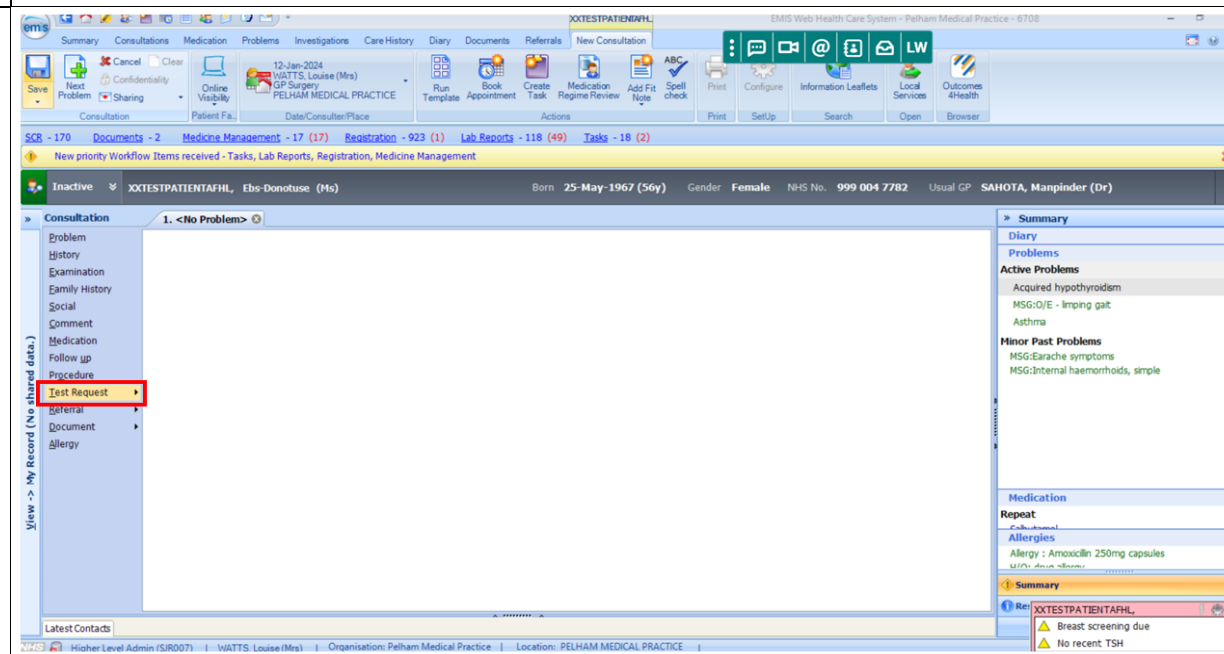 emis
XXTESTPATIENTAFHL,
EMIS Web Health Care System - Pelham Medical Practice - 6708
Summary Consultations Medication Problems Investigations Care History Diary Documents Referrals New Consultation
@ LW
Save
Next Problem
Cancel Clear
Confidentiality
Sharing
Online Visibility
12-Jan-2024
WATTS, Louise (Mrs)
GP Surgery
PELHAM MEDICAL PRACTICE
Run Template
Book Appointment
Create Task
Medication Regime Review
Add Fit Note
ABC
Spell check
Print
Configure
Information Leaflets
Local Services
Outcomes 4Health
Consultation Patient Fa.. Date/Consulter/Place Actions Print SetUp Search Open Browser
SCR - 170 Documents - 2 Medicine Management - 17 (17) Registration - 923 (1) Lab Reports - 118 (49) Tasks - 18 (2)
New priority Workflow Items received - Tasks, Lab Reports, Registration, Medicine Management
Inactive XXTESTPATIENTAFHL, Ebs-Donotuse (Ms) Born 25-May-1967 (56y) Gender Female NHS No. 999 004 7782 Usual GP SAHOTA, Manpinder (Dr)
View -> My Record (No shared data.)
Consultation
Problem
History
Examination
Family History
Social
Comment
Medication
Follow up
Procedure
Test Request
Referral
Document
Allergy
1. <No Problem>
Summary
Diary
Problems
Active Problems
Acquired hypothyroidism
MSG:O/E - limping gait
Asthma
Minor Past Problems
MSG:Earache symptoms
MSG:Internal haemorrhoids, simple
Medication
Repeat
Salbutamol
Allergies
Allergy : Amoxicillin 250mg capsules
H/O: drug allergy
Summary
XXTESTPATIENTAFHL,
Breast screening due
No recent TSH
Latest Contacts
NHS Higher Level Admin (SJR007) | WATTS, Louise (Mrs) | Organisation: Pelham Medical Practice | Location: PELHAM MEDICAL PRACTICE |